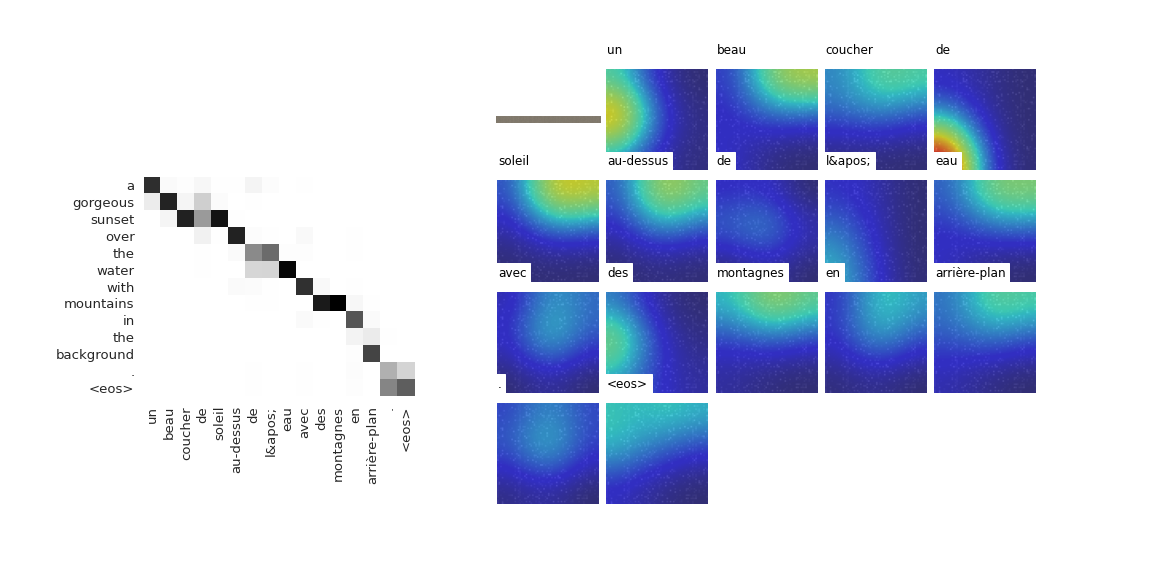 a
gorgeous
sunset
over
the
water
with
mountains
in
the
background
.
<eos>
un
beau
coucher
de
soleil
au-dessus
de
l&apos;
eau
avec
des
montagnes
en
arrière-plan
.
<eos>
un beau coucher de
soleil au-dessus de l&apos; eau
avec des montagnes en arrière-plan
. <eos>